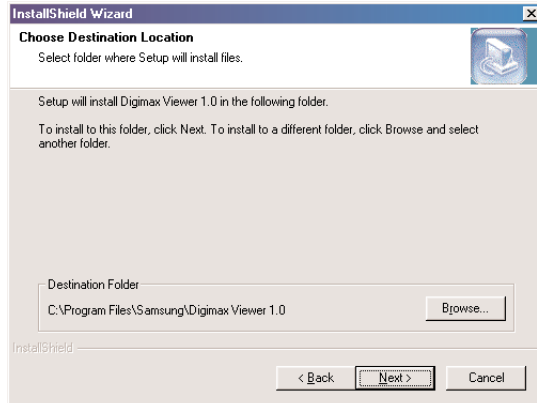 InstallShield Wizard
Choose Destination Location
Select folder where Setup will install files.
Setup will install Digimax Viewer 1.0 in the following folder.
To install to this folder, click Next. To install to a different folder, click Browse and select
another folder.
Destination Folder
C:\Program Files\Samsung\Digimax Viewer 1.0
Browse...
InstallShield
< Back
Next >
Cancel